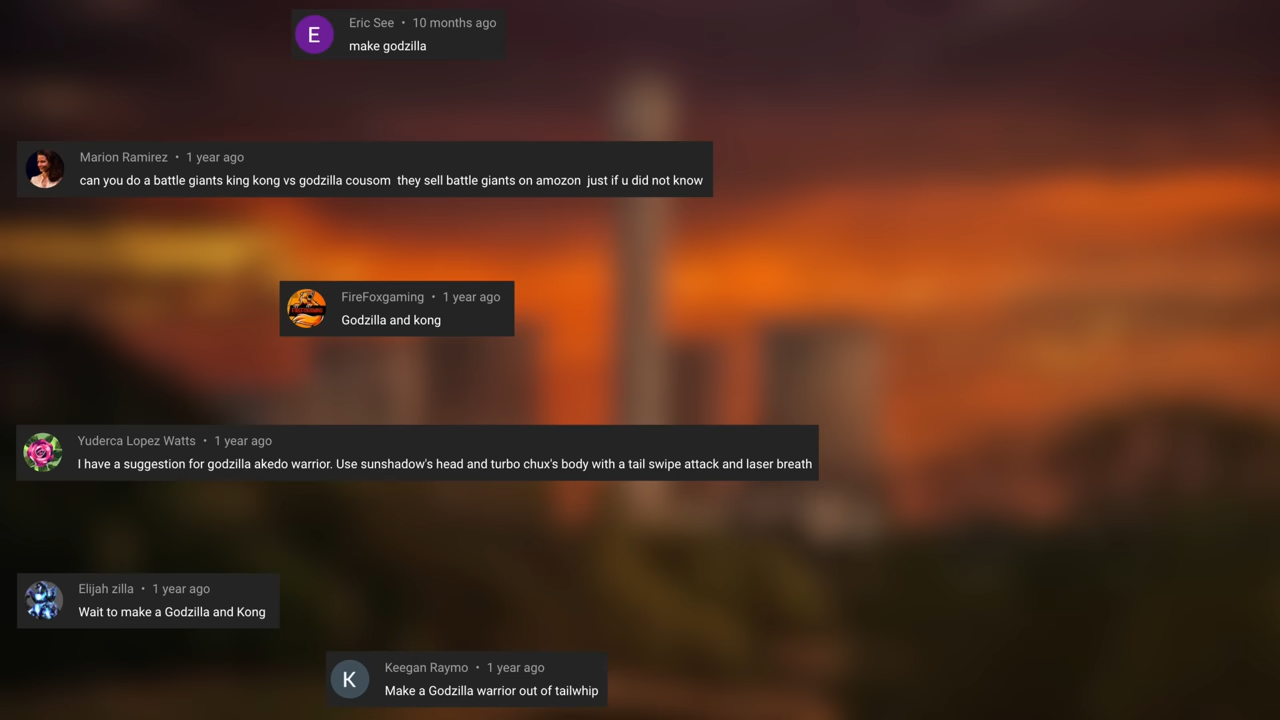 E
Eric See • 10 months ago
make godzilla
Marion Ramirez • 1 year ago
can you do a battle giants king kong vs godzilla cousom they sell battle giants on amozon just if u did not know
FireFoxgaming • 1 year ago
Godzilla and kong
Yuderca Lopez Watts • 1 year ago
I have a suggestion for godzilla akedo warrior. Use sunshadow's head and turbo chux's body with a tail swipe attack and laser breath
Elijah zilla • 1 year ago
Wait to make a Godzilla and Kong
K
Keegan Raymo • 1 year ago
Make a Godzilla warrior out of tailwhip